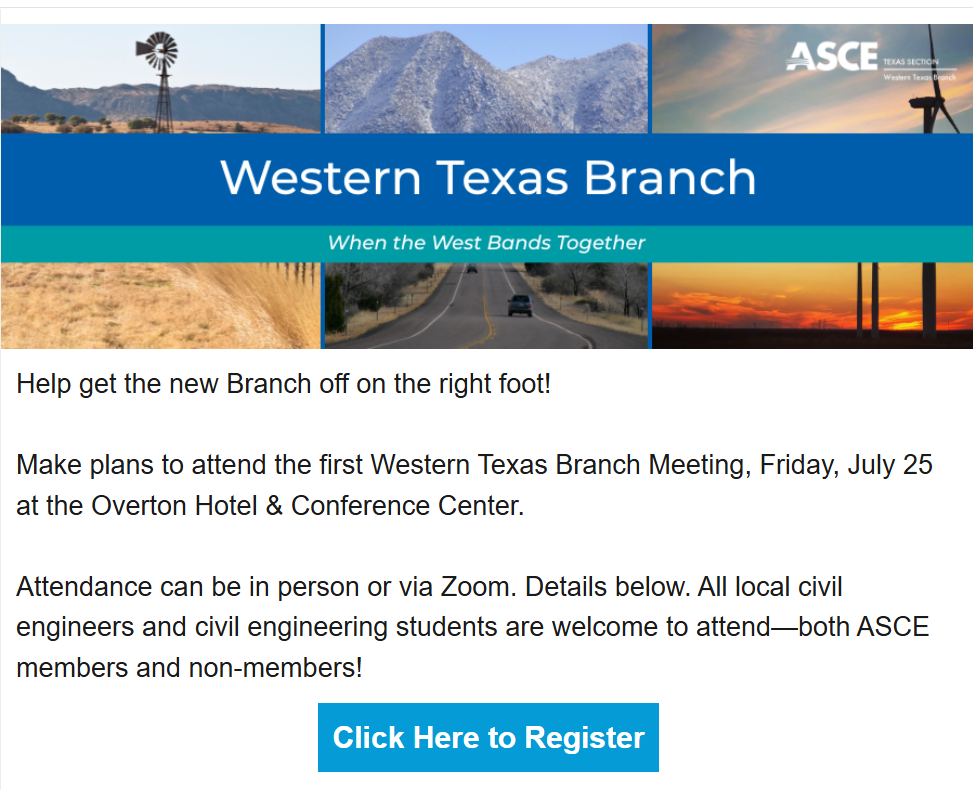 ASCE TEXAS SECTION
Western Texas Branch
Western Texas Branch
When the West Bands Together
Help get the new Branch off on the right foot!
Make plans to attend the first Western Texas Branch Meeting, Friday, July 25
at the Overton Hotel & Conference Center.
Attendance can be in person or via Zoom. Details below. All local civil
engineers and civil engineering students are welcome to attend—both ASCE
members and non-members!
Click Here to Register